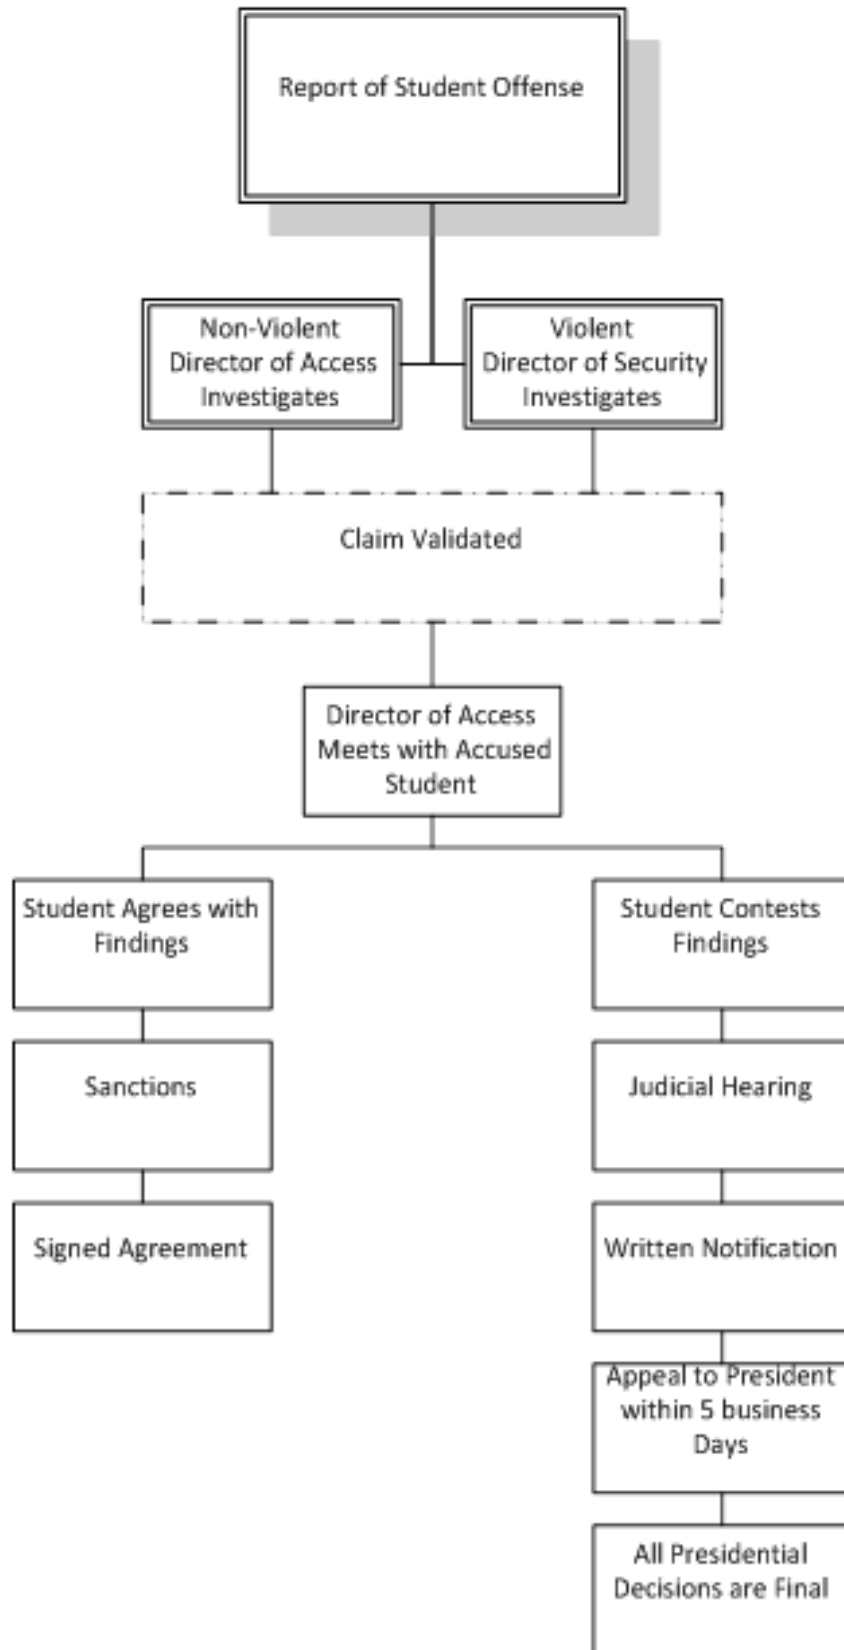 Report of Student Offense
Non-Violent
Director of Access
Investigates
Violent
Director of Security
Investigates
Claim Validated
Director of Access
Meets with Accused
Student
Student Agrees with
Findings
Student Contests
Findings
Sanctions
Judicial Hearing
Signed Agreement
Written Notification
Appeal to President
within 5 business
Days
All Presidential
Decisions are Final